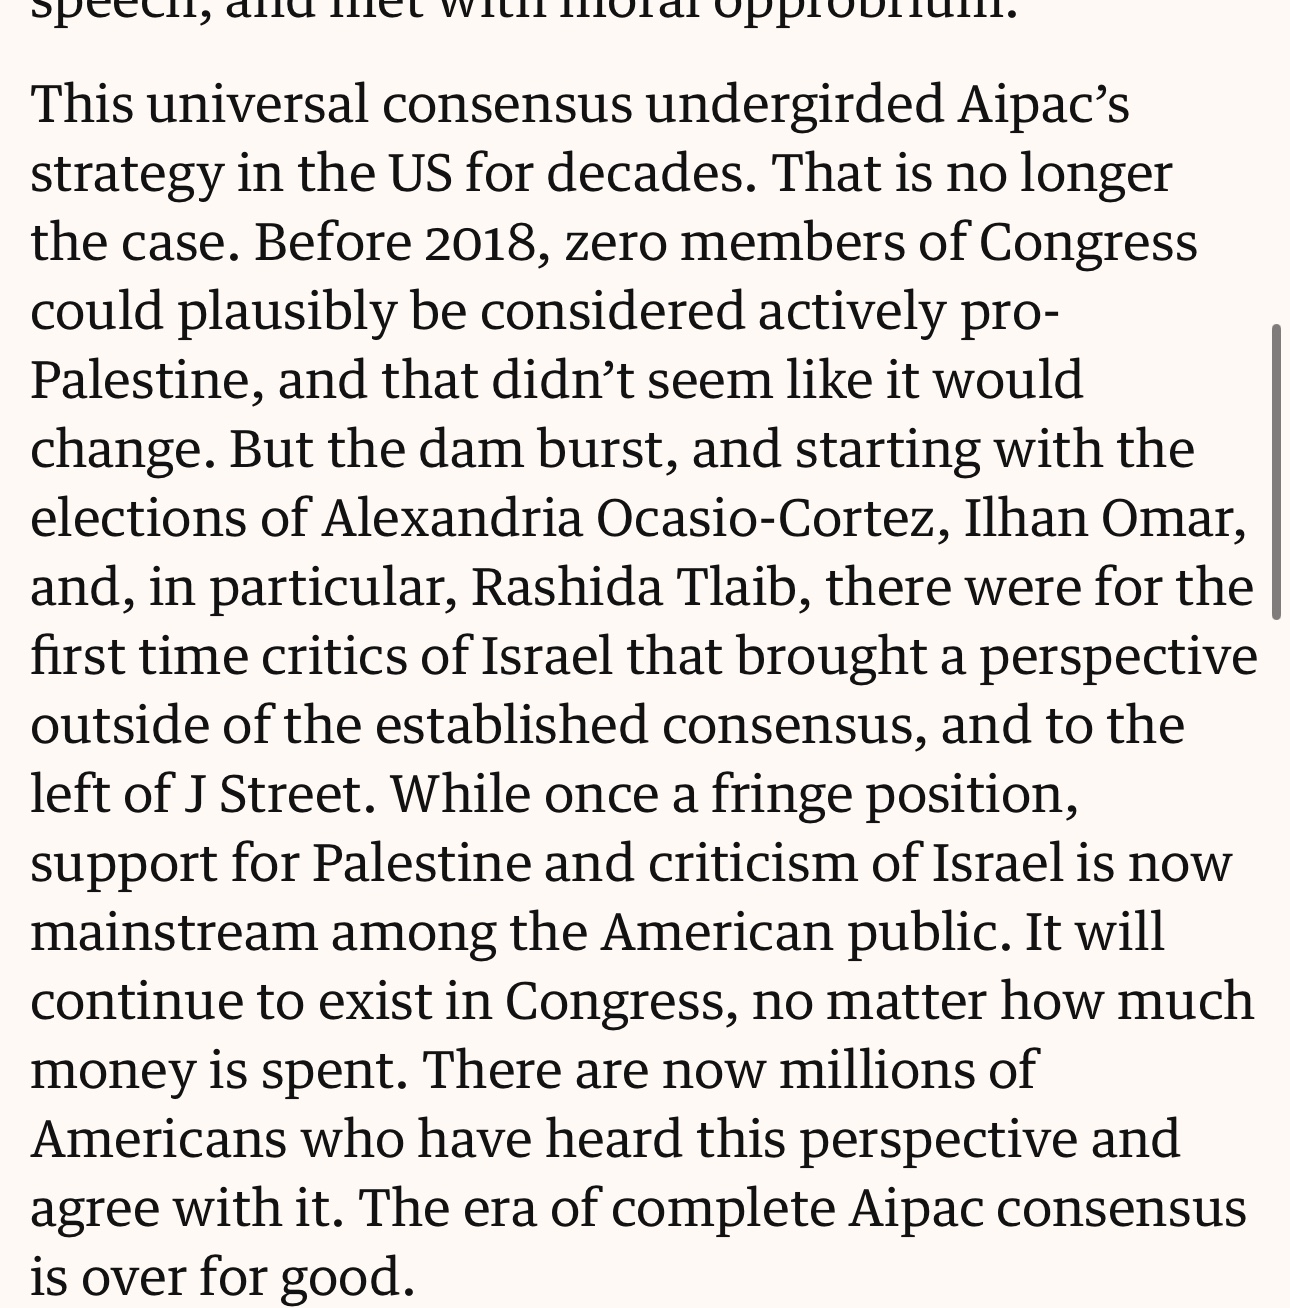 speech, and met with moral opprobrium.
This universal consensus undergirded Aipac’s
strategy in the US for decades. That is no longer
the case. Before 2018, zero members of Congress
could plausibly be considered actively pro-
Palestine, and that didn’t seem like it would
change. But the dam burst, and starting with the
elections of Alexandria Ocasio-Cortez, Ilhan Omar,
and, in particular, Rashida Tlaib, there were for the
first time critics of Israel that brought a perspective
outside of the established consensus, and to the
left of J Street. While once a fringe position,
support for Palestine and criticism of Israel is now
mainstream among the American public. It will
continue to exist in Congress, no matter how much
money is spent. There are now millions of
Americans who have heard this perspective and
agree with it. The era of complete Aipac consensus
is over for good.